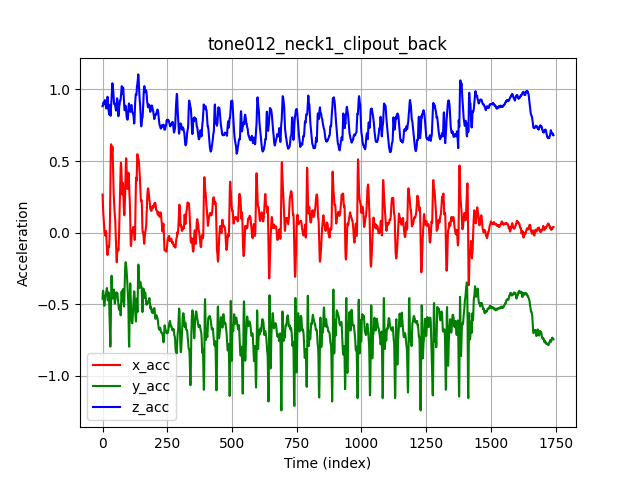 tone012_neck1_clipout_back
Acceleration
1.0
0.5
0.0
−0.5
−1.0
x_acc
y_acc
z_acc
0 250 500 750 1000 1250 1500 1750
Time (index)